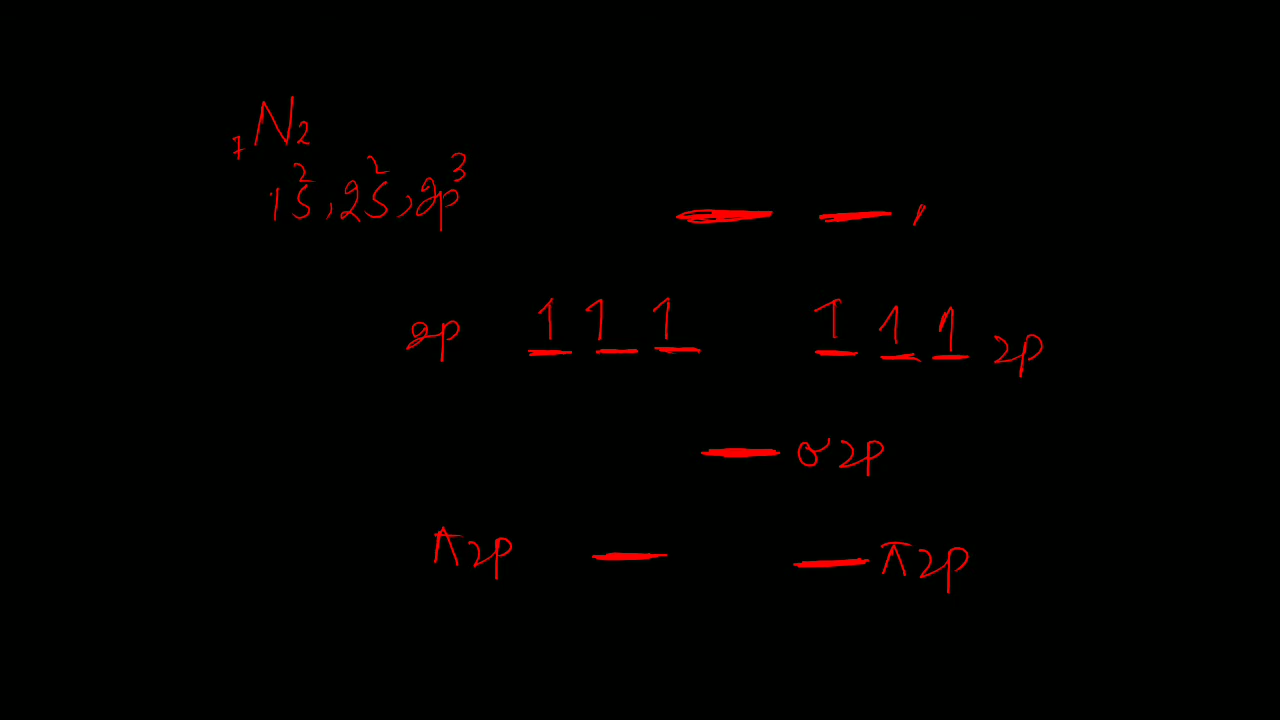 ₇N₂
1s², 2s², 2p³
2p 1 1 1 1 1 1 2p
σ2p
π2p π2p